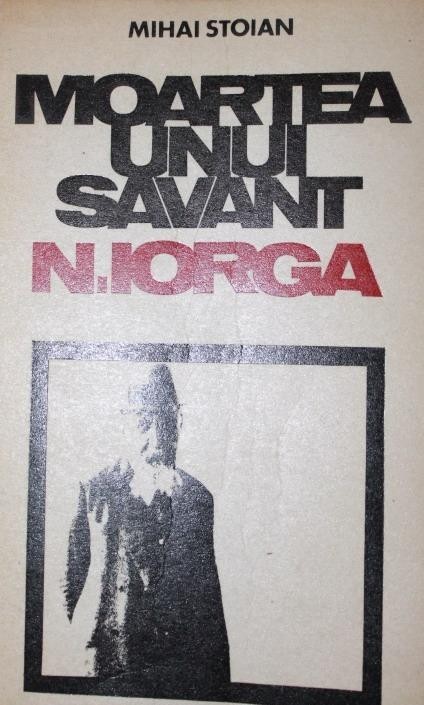 MIHAI STOIAN
MOARTEA
UNUI
SAVANT
N.IORGA